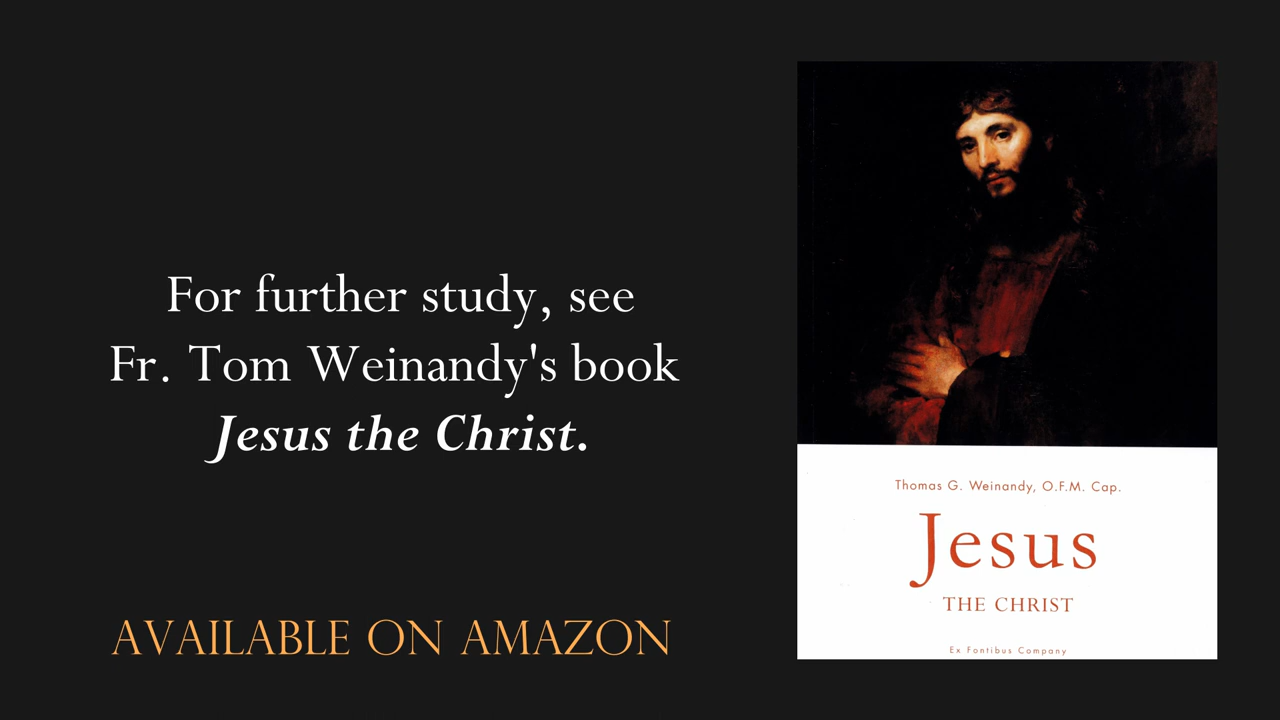 For further study, see
Fr. Tom Weinandy's book
Jesus the Christ.
AVAILABLE ON AMAZON
Thomas G. Weinandy, O.F.M. Cap.
Jesus
THE CHRIST
Ex Fontibus Company